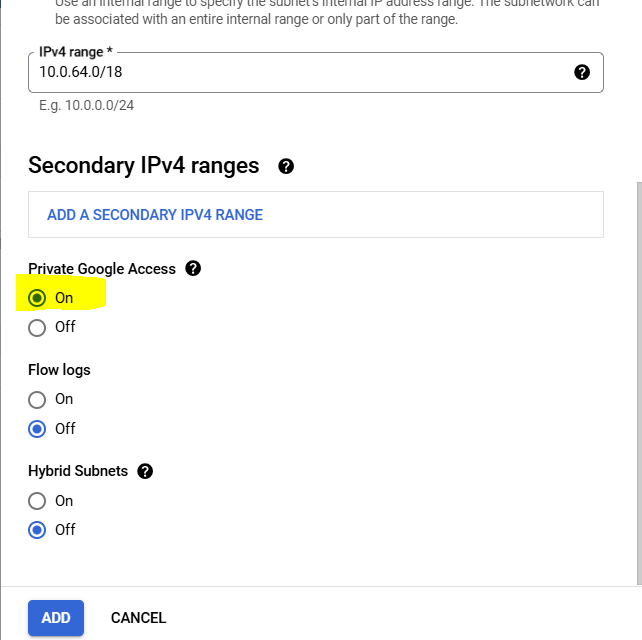 Use an internal range to specify the subnet's internal IP address range. The subnetwork can
be associated with an entire internal range or only part of the range.
IPv4 range *
10.0.64.0/18
E.g. 10.0.0.0/24
Secondary IPv4 ranges
ADD A SECONDARY IPV4 RANGE
Private Google Access
On
Off
Flow logs
On
Off
Hybrid Subnets
On
Off
ADD CANCEL